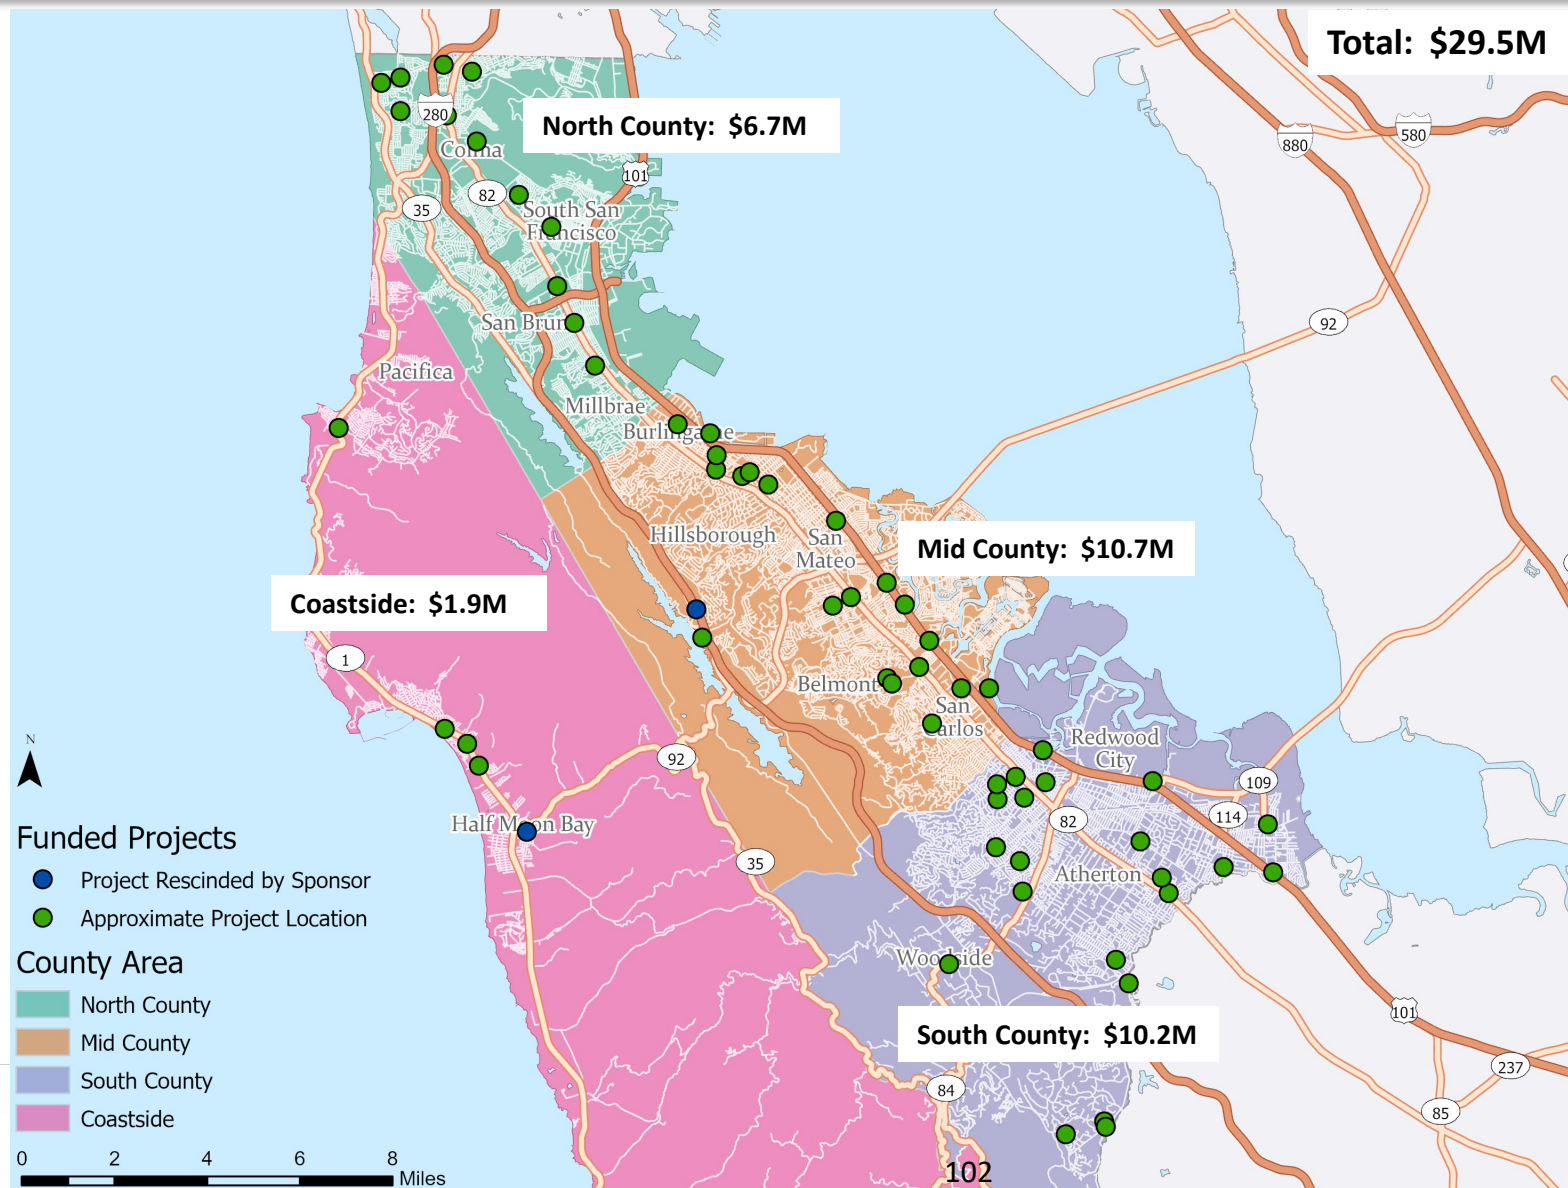 Total: $29.5M
280
North County: $6.7M
580
880
Colma
101
82
35
South San
Francisco
San Bruno
92
Pacifica
Millbrae
Burlingame
Hillsborough
San
Mateo
Mid County: $10.7M
Coastside: $1.9M
1
Belmont
San
Carlos
Redwood
City
92
109
114
82
Half Moon Bay
35
Atherton
Woodside
South County: $10.2M
101
237
84
85
N
Funded Projects
Project Rescinded by Sponsor
Approximate Project Location
County Area
North County
Mid County
South County
Coastside
0 2 4 6 8
Miles
102